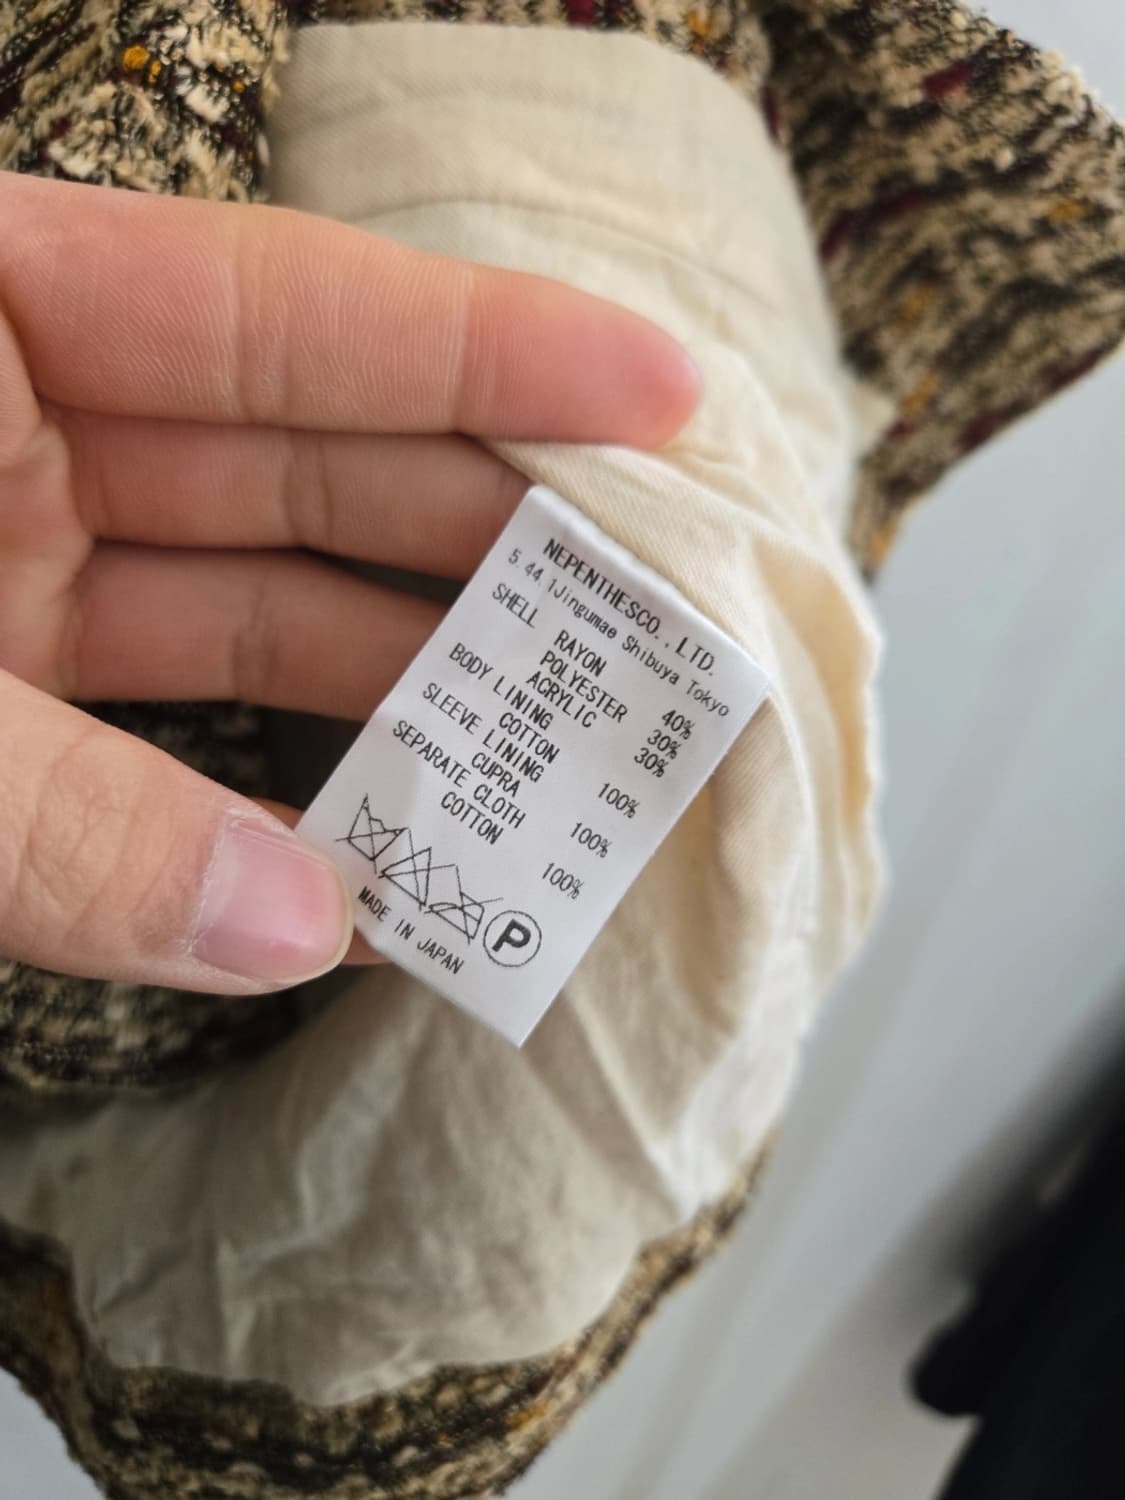 NEPENTHESCO.,LTD.
5.44.1Jingumae Shibuya Tokyo
SHELL
RAYON 40%
POLYESTER 30%
ACRYLIC 30%
BODY LINING
COTTON 100%
SLEEVE LINING
CUPRA 100%
SEPARATE CLOTH
COTTON 100%
P
MADE IN JAPAN